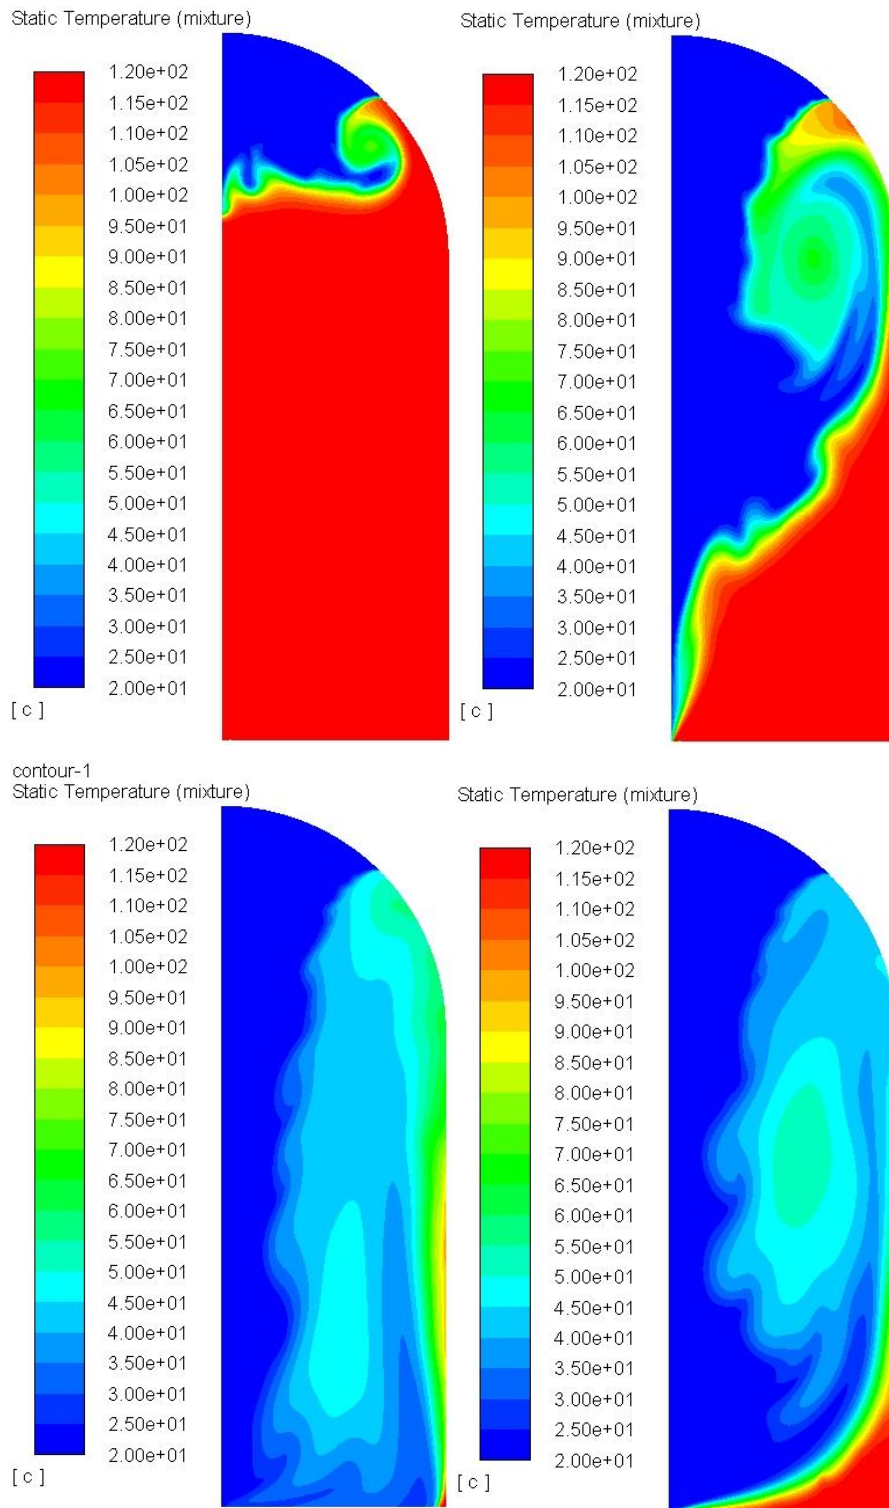 Static Temperature (mixture)
1.20e+02
1.15e+02
1.10e+02
1.05e+02
1.00e+02
9.50e+01
9.00e+01
8.50e+01
8.00e+01
7.50e+01
7.00e+01
6.50e+01
6.00e+01
5.50e+01
5.00e+01
4.50e+01
4.00e+01
3.50e+01
3.00e+01
2.50e+01
2.00e+01
[ c ]
Static Temperature (mixture)
1.20e+02
1.15e+02
1.10e+02
1.05e+02
1.00e+02
9.50e+01
9.00e+01
8.50e+01
8.00e+01
7.50e+01
7.00e+01
6.50e+01
6.00e+01
5.50e+01
5.00e+01
4.50e+01
4.00e+01
3.50e+01
3.00e+01
2.50e+01
2.00e+01
[ c ]
contour-1
Static Temperature (mixture)
1.20e+02
1.15e+02
1.10e+02
1.05e+02
1.00e+02
9.50e+01
9.00e+01
8.50e+01
8.00e+01
7.50e+01
7.00e+01
6.50e+01
6.00e+01
5.50e+01
5.00e+01
4.50e+01
4.00e+01
3.50e+01
3.00e+01
2.50e+01
2.00e+01
[ c ]
Static Temperature (mixture)
1.20e+02
1.15e+02
1.10e+02
1.05e+02
1.00e+02
9.50e+01
9.00e+01
8.50e+01
8.00e+01
7.50e+01
7.00e+01
6.50e+01
6.00e+01
5.50e+01
5.00e+01
4.50e+01
4.00e+01
3.50e+01
3.00e+01
2.50e+01
2.00e+01
[ c ]